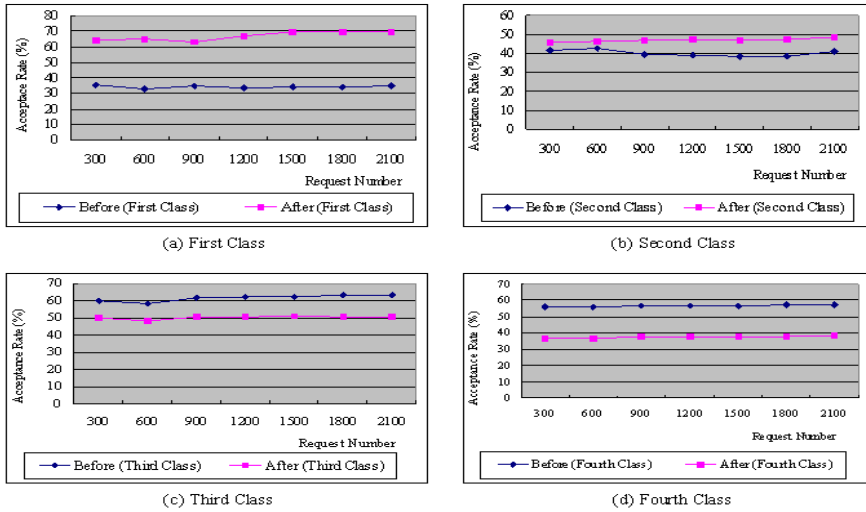 80
70
60
50
40
30
20
10
0
Acceptace Rate (%)
300 600 900 1200 1500 1800 2100
Request Number
Before (First Class) After (First Class)
(a) First Class
60
50
40
30
20
10
0
Acceptance Rate (%)
300 600 900 1200 1500 1800 2100
Request Number
Before (Second Class) After (Second Class)
(b) Second Class
70
60
50
40
30
20
10
0
Acceptance Rate (%)
300 600 900 1200 1500 1800 2100
Request Number
Before (Third Class) After (Third Class)
(c) Third Class
70
60
50
40
30
20
10
0
Acceptance Rate (%)
300 600 900 1200 1500 1800 2100
Request Number
Before (Fourth Class) After (Fourth Class)
(d) Fourth Class